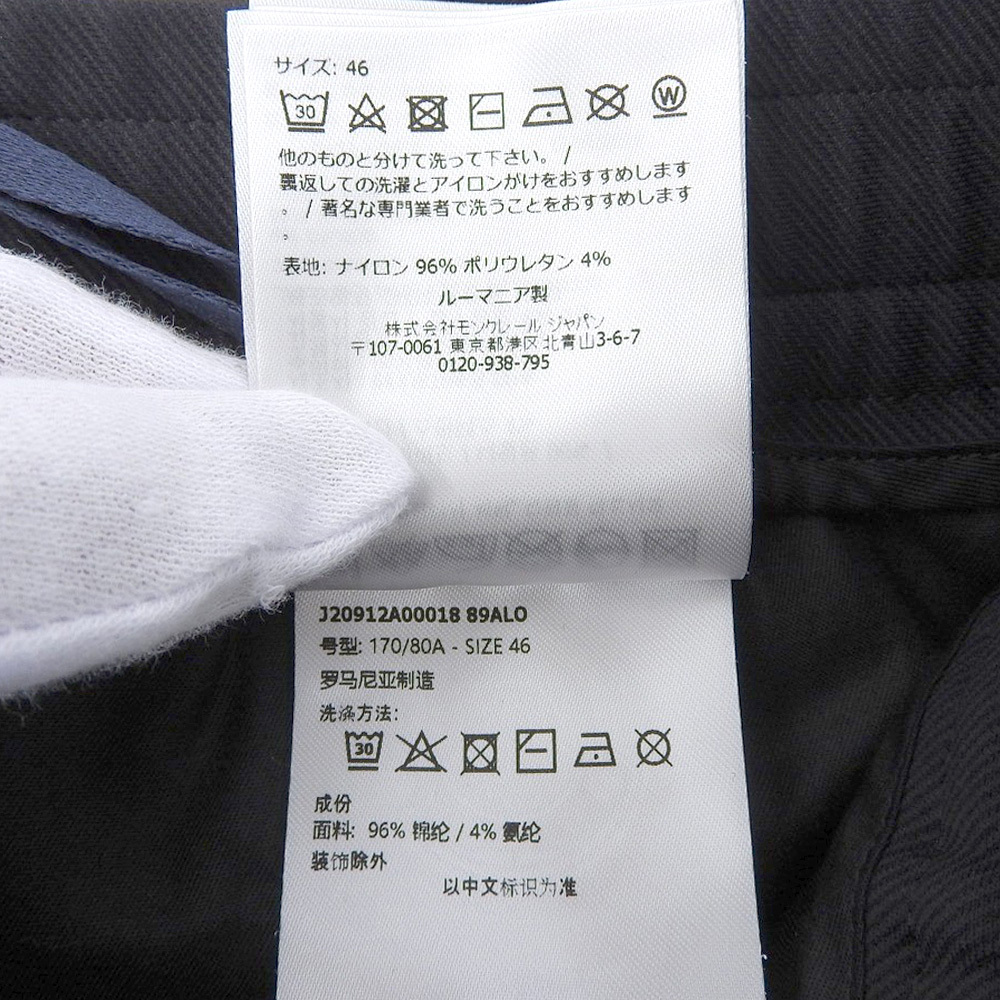 サイズ: 46
30
W
他のものと分けて洗って下さい。 /
裏返しての洗濯とアイロンがけをおすすめします
。 / 著名な専門業者で洗うことをおすすめします
。
表地: ナイロン 96% ポリウレタン 4%
ルーマニア製
株式会社モンクレール ジャパン
〒107-0061 東京都港区北青山3-6-7
0120-938-795
J20912A00018 89ALO
号型: 170/80A - SIZE 46
罗马尼亚制造
洗涤方法:
30
成份
面料: 96% 锦纶 / 4% 氨纶
装饰除外
以中文标识为准